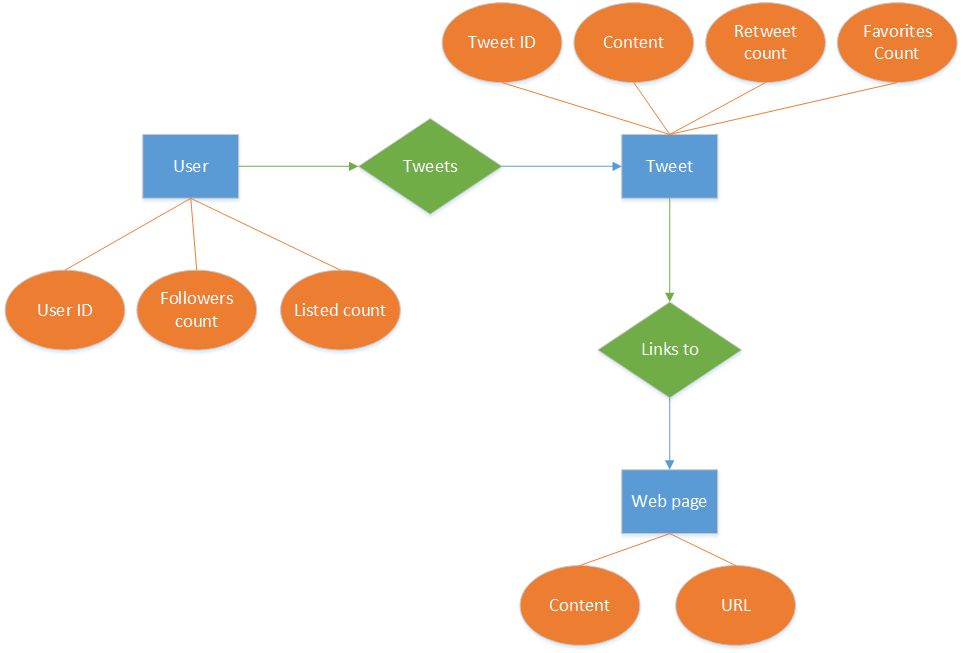 Tweet ID
Content
Retweet
count
Favorites
Count
User
Tweets
Tweet
User ID
Followers
count
Listed count
Links to
Web page
Content
URL